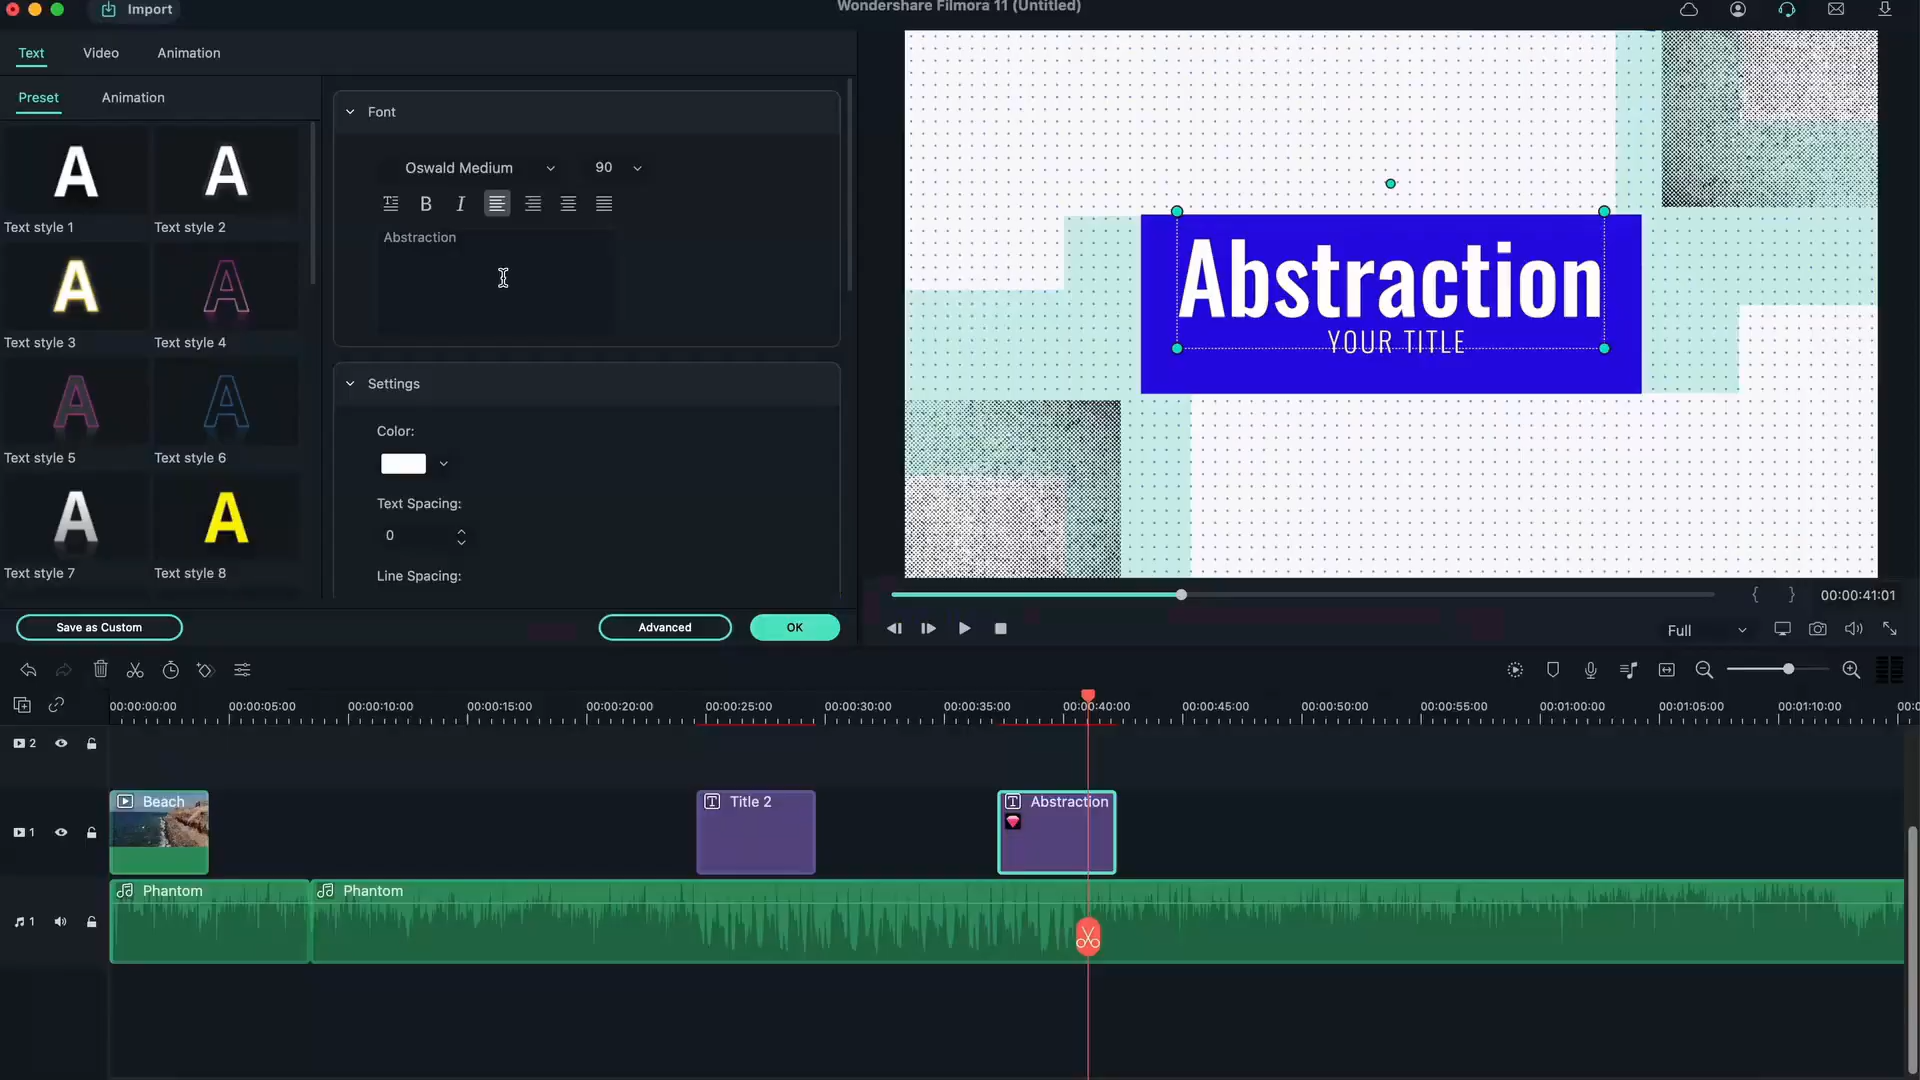 Import
Wondershare Filmora 11 (Untitled)
Text
Video
Animation
Preset
Animation
A
A
Text style 1
Text style 2
A
A
Text style 3
Text style 4
A
A
Text style 5
Text style 6
A
A
Text style 7
Text style 8
Font
Oswald Medium
90
B
I
Abstraction
Settings
Color:
Text Spacing:
0
Line Spacing:
Save as Custom
Advanced
OK
Abstraction
YOUR TITLE
{ }
00:00:41:01
Full
00:00:00:00
00:00:05:00
00:00:10:00
00:00:15:00
00:00:20:00
00:00:25:00
00:00:30:00
00:00:35:00
00:00:40:00
00:00:45:00
00:00:50:00
00:00:55:00
00:01:00:00
00:01:05:00
00:01:10:00
2
Beach
T Title 2
T Abstraction
1
Phantom
Phantom
1